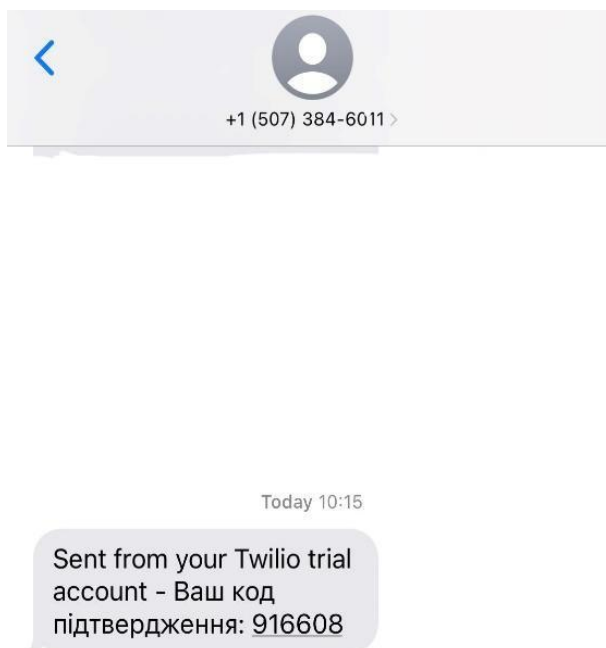 +1 (507) 384-6011
Today 10:15
Sent from your Twilio trial
account - Ваш код
підтвердження: 916608